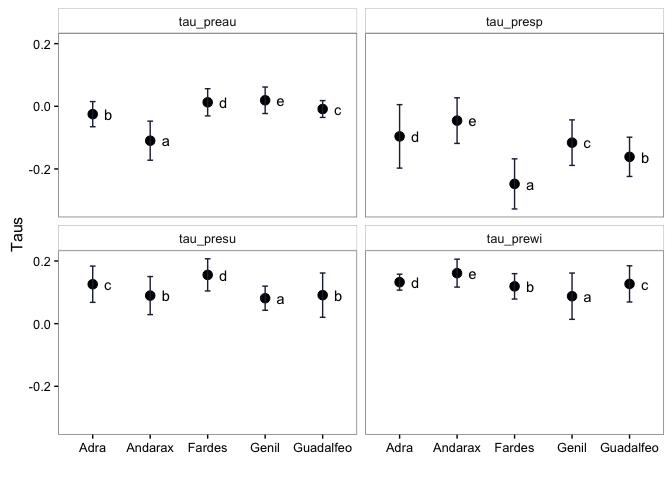 tau_preau
tau_presp
0.2
0.0
-0.2
b
a
d
e
c
d
e
a
c
b
Taus
tau_presu
tau_prewi
0.2
0.0
-0.2
c
b
d
a
b
d
e
b
a
c
Adra Andarax Fardes Genil Guadalfeo
Adra Andarax Fardes Genil Guadalfeo